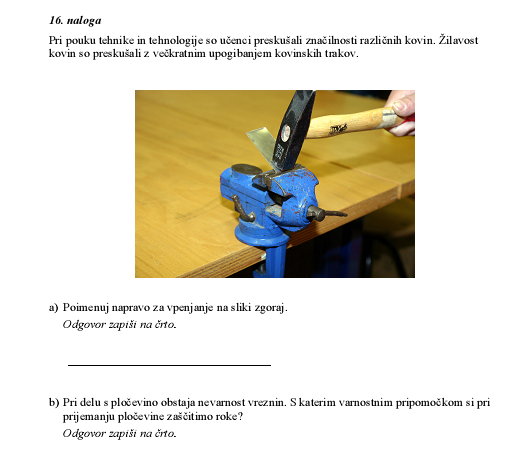 16. naloga
Pri pouku tehnike in tehnologije so učenci preskušali značilnosti različnih kovin. Žilavost
kovin so preskušali z večkratnim upogibanjem kovinskih trakov.
a) Poimenuj napravo za vpenjanje na sliki zgoraj.
Odgovor zapiši na črto.
b) Pri delu s pločevino obstaja nevarnost vreznin. S katerim varnostnim pripomočkom si pri
prijemanju pločevine zaščitimo roke?
Odgovor zapiši na črto.